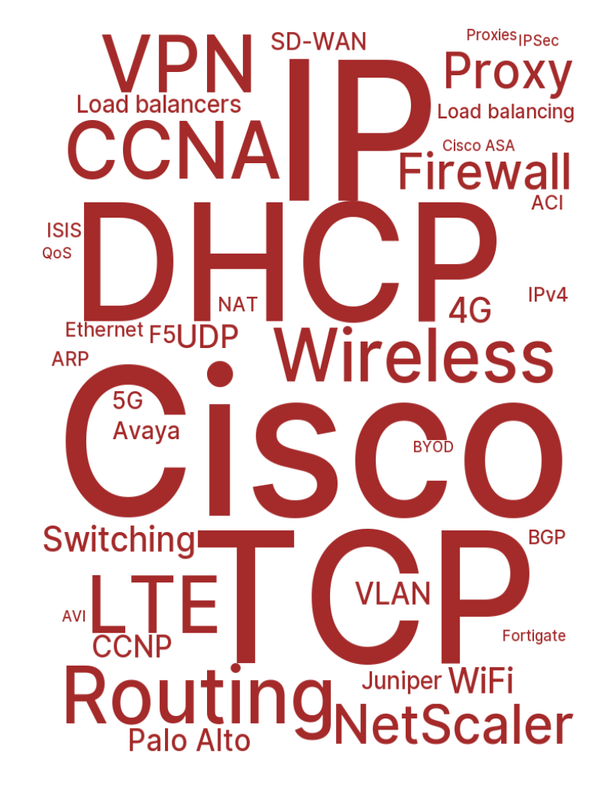 SD-WAN
Proxies
IPSec
VPN
IP
Proxy
Load balancers
Load balancing
CCNA
Cisco ASA
Firewall
ACI
DHCP
ISIS
QoS
NAT
4G
IPv4
Ethernet
F5
UDP
Wireless
ARP
Cisco
5G
Avaya
BYOD
Switching
TCP
BGP
LTE
VLAN
AVI
CCNP
Fortigate
Routing
Juniper
WiFi
NetScaler
Palo Alto